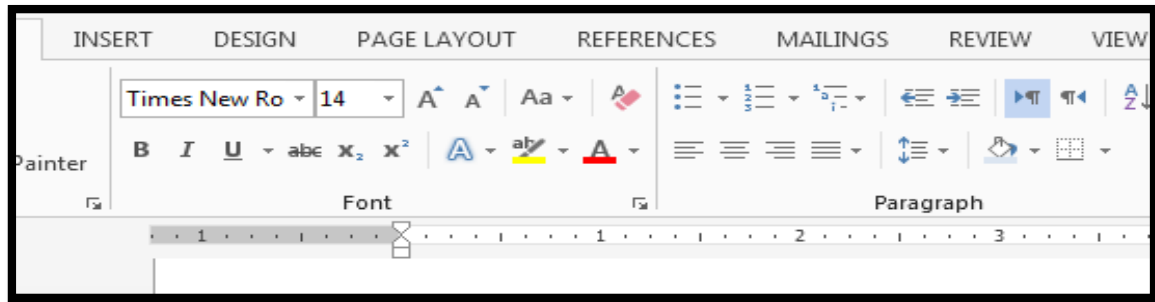 INSERT DESIGN PAGE LAYOUT REFERENCES MAILINGS REVIEW VIEW
Times New Ro 14 A A Aa A
Painter B I U abc x₂ x² A ab A
Font Paragraph
1 1 2 3